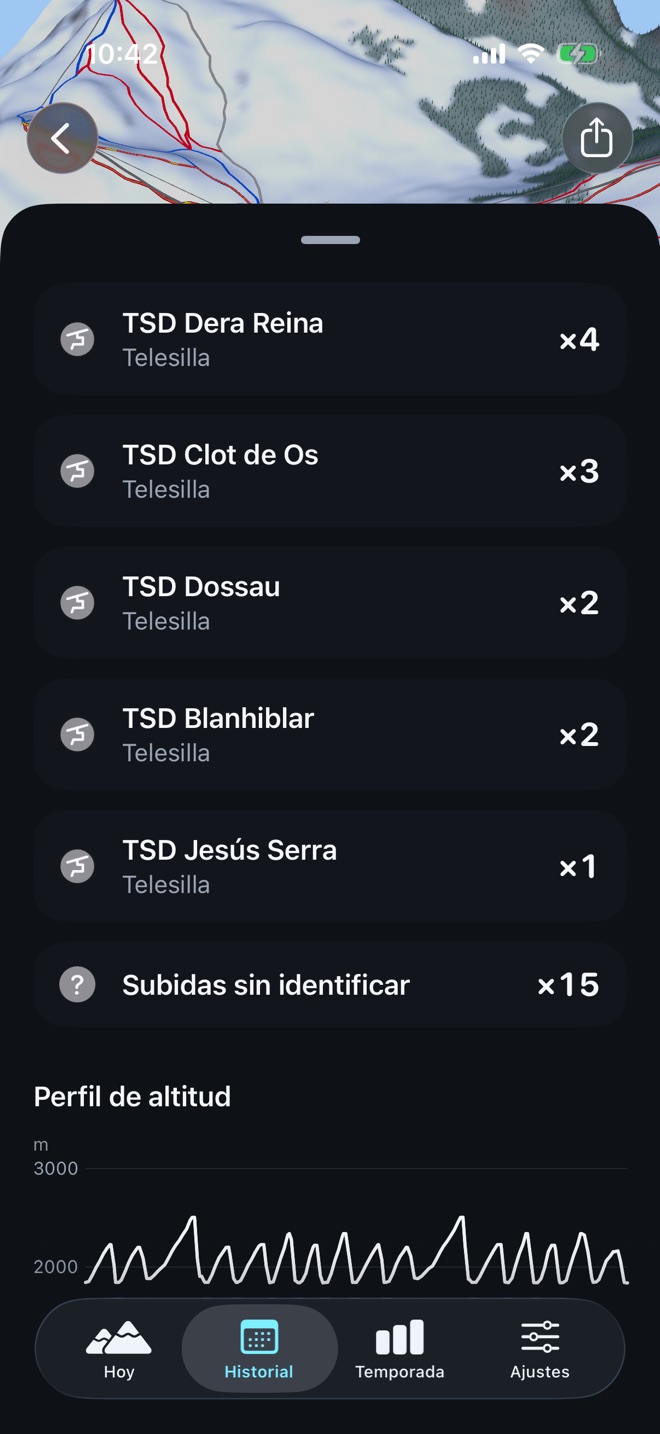 10:42
TSD Dera Reina
Telesilla
×4
TSD Clot de Os
Telesilla
×3
TSD Dossau
Telesilla
×2
TSD Blanhiblar
Telesilla
×2
TSD Jesús Serra
Telesilla
×1
?
Subidas sin identificar
×15
Perfil de altitud
m
3000
2000
Hoy
Historial
Temporada
Ajustes